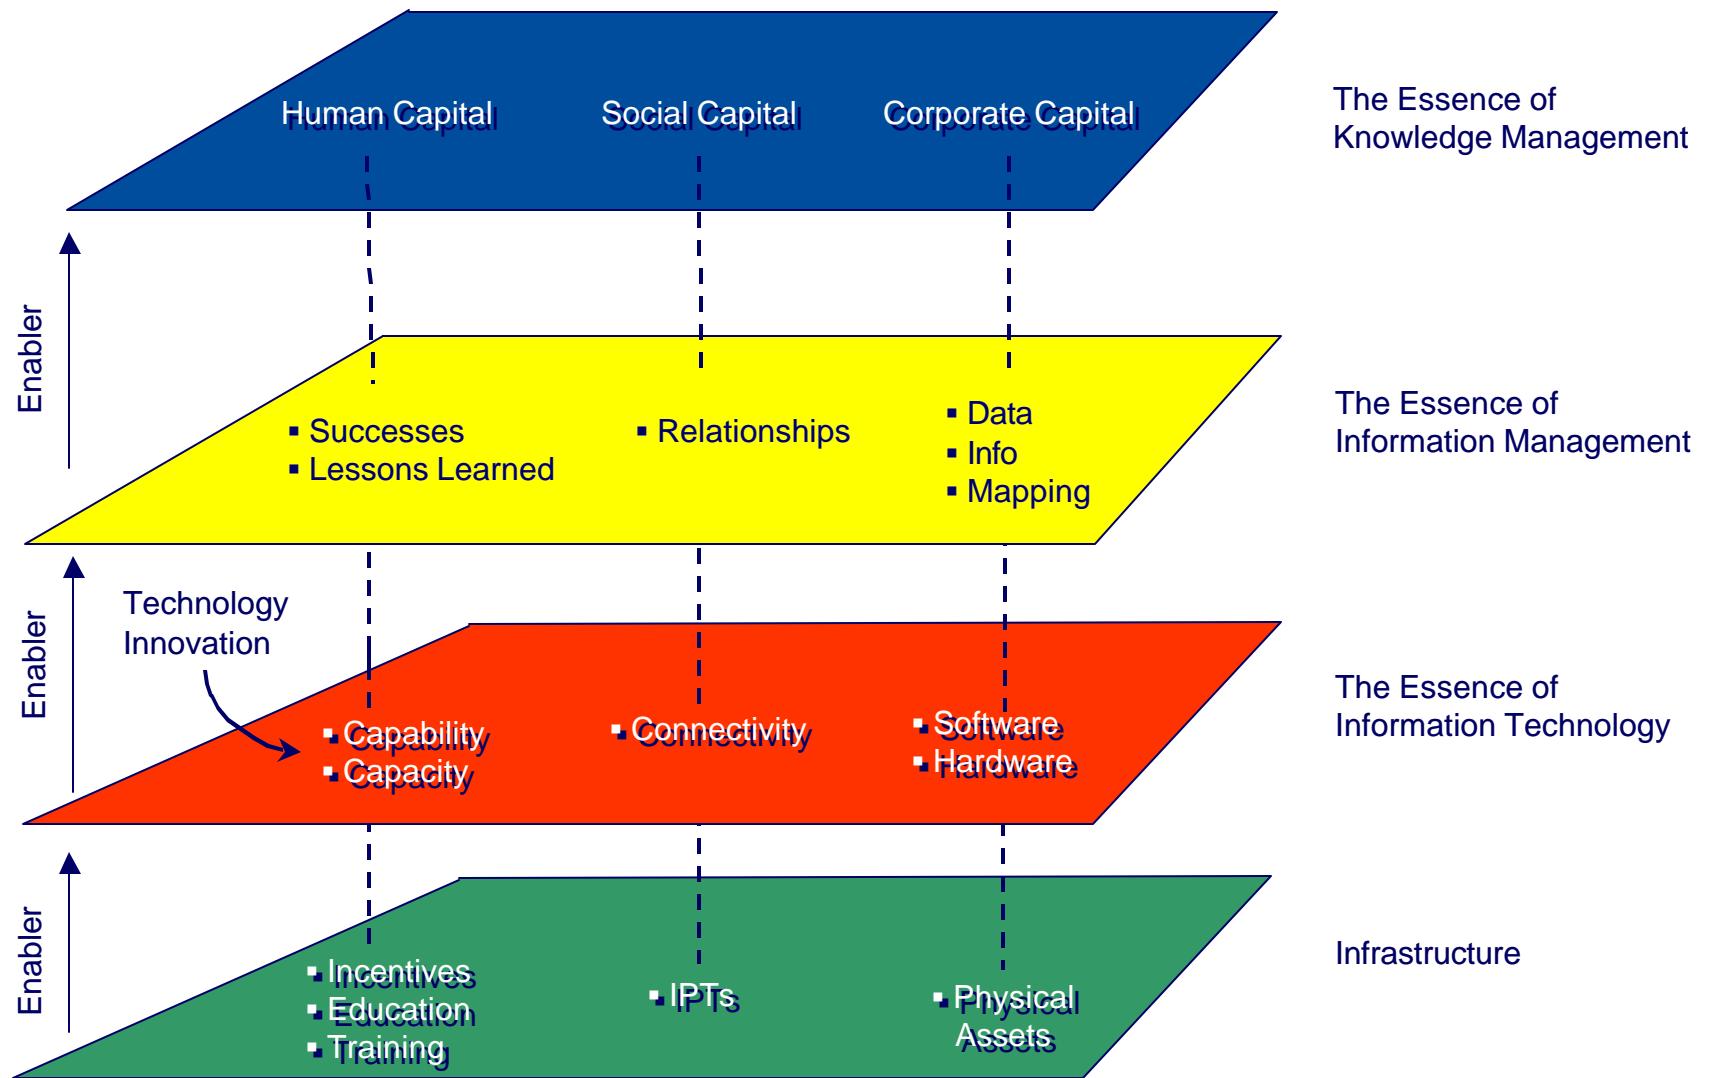 Human Capital
Social Capital
Corporate Capital
The Essence of
Knowledge Management
Enabler
▪ Successes
▪ Lessons Learned
▪ Relationships
▪ Data
▪ Info
▪ Mapping
The Essence of
Information Management
Enabler
Technology
Innovation
▪ Capability
▪ Capacity
▪ Connectivity
▪ Software
▪ Hardware
The Essence of
Information Technology
Enabler
▪ Incentives
▪ Education
▪ Training
▪ IPTs
▪ Physical
Assets
Infrastructure